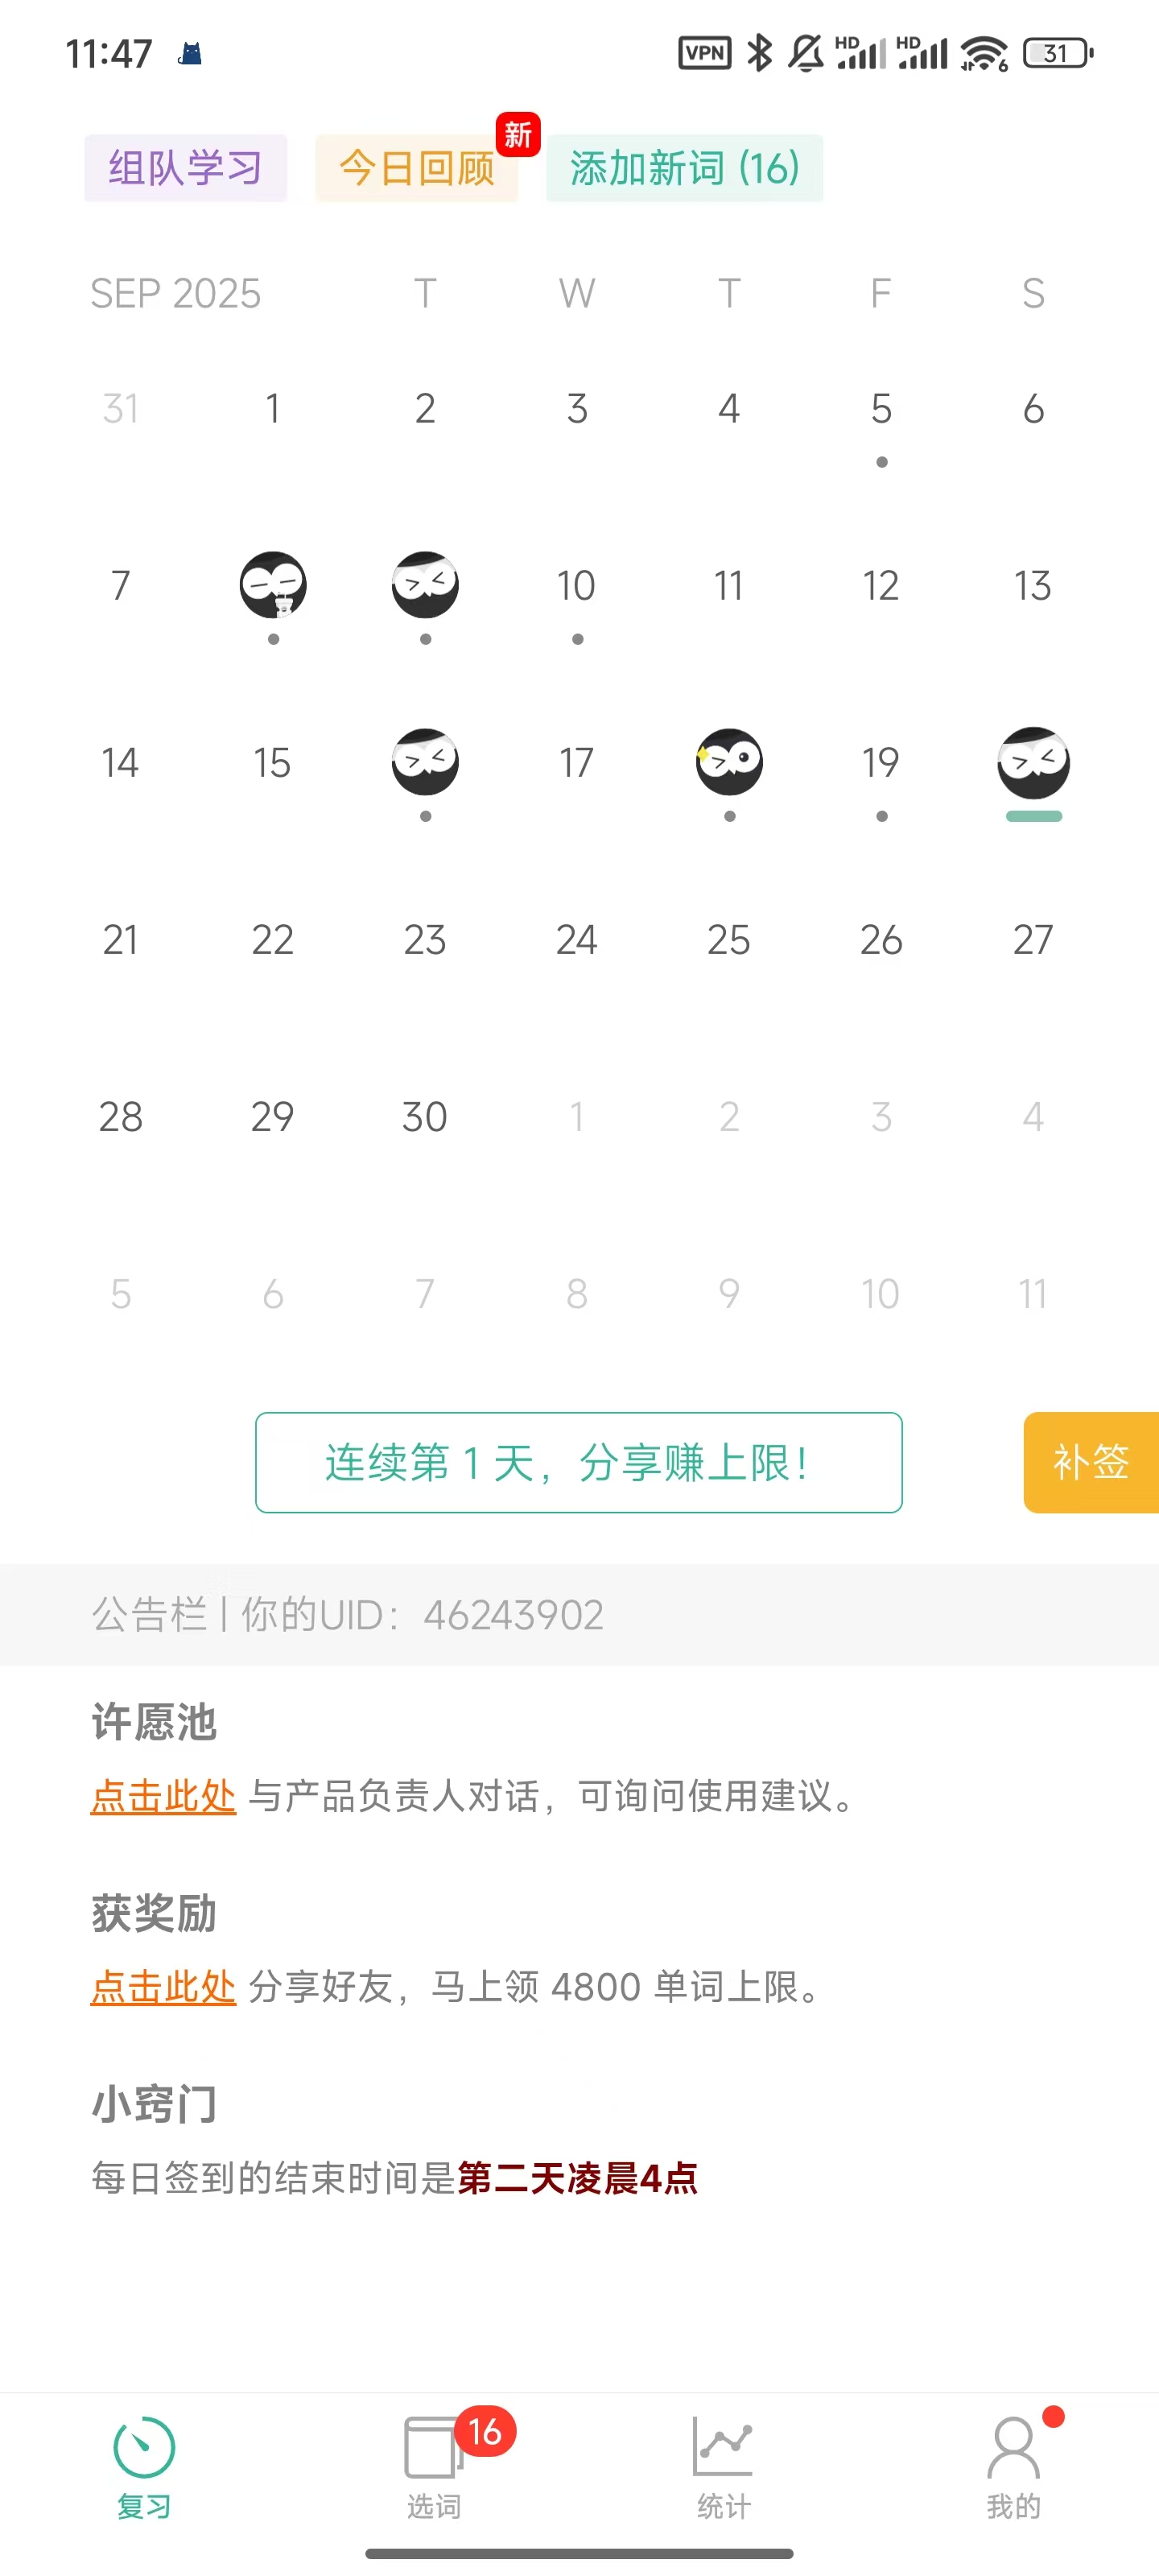 11:47 VPN HD HD 6 31
新
组队学习 今日回顾 添加新词 (16)
SEP 2025 T W T F S
31 1 2 3 4 5 6
7 10 11 12 13
14 15 17 19
21 22 23 24 25 26 27
28 29 30 1 2 3 4
5 6 7 8 9 10 11
连续第 1 天，分享赚上限！ 补签
公告栏 | 你的UID：46243902
许愿池
点击此处 与产品负责人对话，可询问使用建议。
获奖励
点击此处 分享好友，马上领 4800 单词上限。
小窍门
每日签到的结束时间是第二天凌晨4点
16
复习 选词 统计 我的